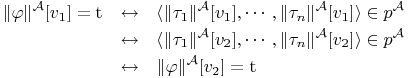 ‖φ‖^𝒜[v₁] = t ↔ ⟨‖τ₁‖^𝒜[v₁], ⋯ , ‖τₙ‖^𝒜[v₁]⟩ ∈ p^𝒜
↔ ⟨‖τ₁‖^𝒜[v₂], ⋯ , ‖τₙ‖^𝒜[v₂]⟩ ∈ p^𝒜
↔ ‖φ‖^𝒜[v₂] = t